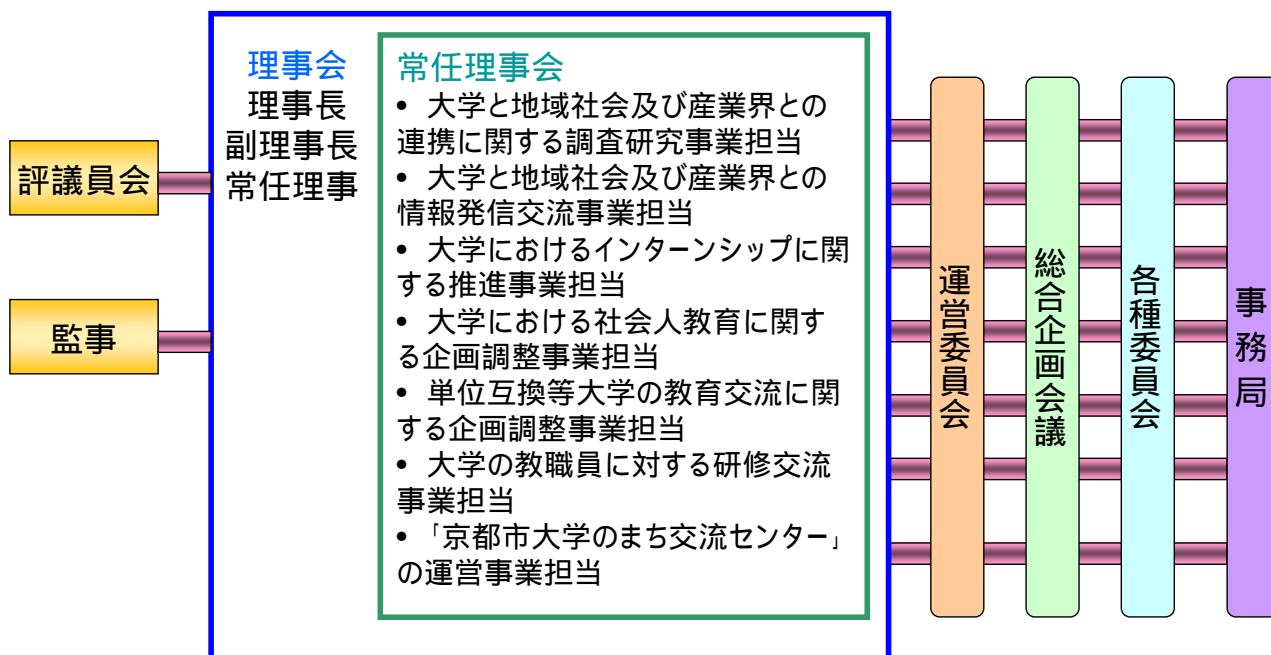 評議員会
監事
理事会
理事長
副理事長
常任理事
常任理事会
• 大学と地域社会及び産業界との
連携に関する調査研究事業担当
• 大学と地域社会及び産業界との
情報発信交流事業担当
• 大学におけるインターンシップに関
する推進事業担当
• 大学における社会人教育に関す
る企画調整事業担当
• 単位互換等大学の教育交流に関
する企画調整事業担当
• 大学の教職員に対する研修交流
事業担当
• 「京都市大学のまち交流センター」
の運営事業担当
運営委員会
総合企画会議
各種委員会
事務局